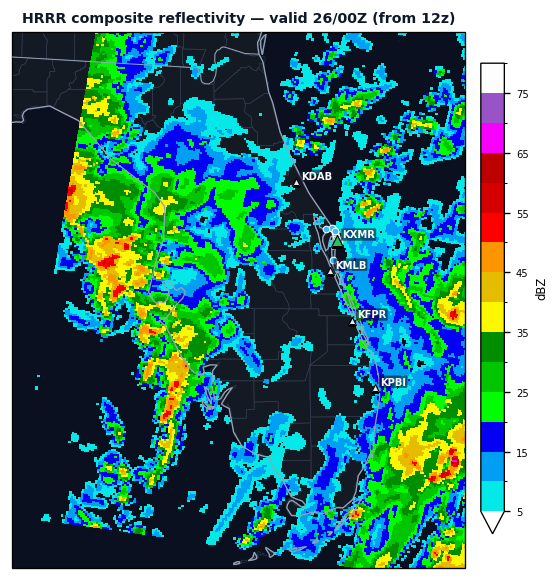 HRRR composite reflectivity — valid 26/00Z (from 12z)
KDAB
KXMR
KMLB
KFPR
KPBI
75
65
55
45
35
25
15
5
dBZ